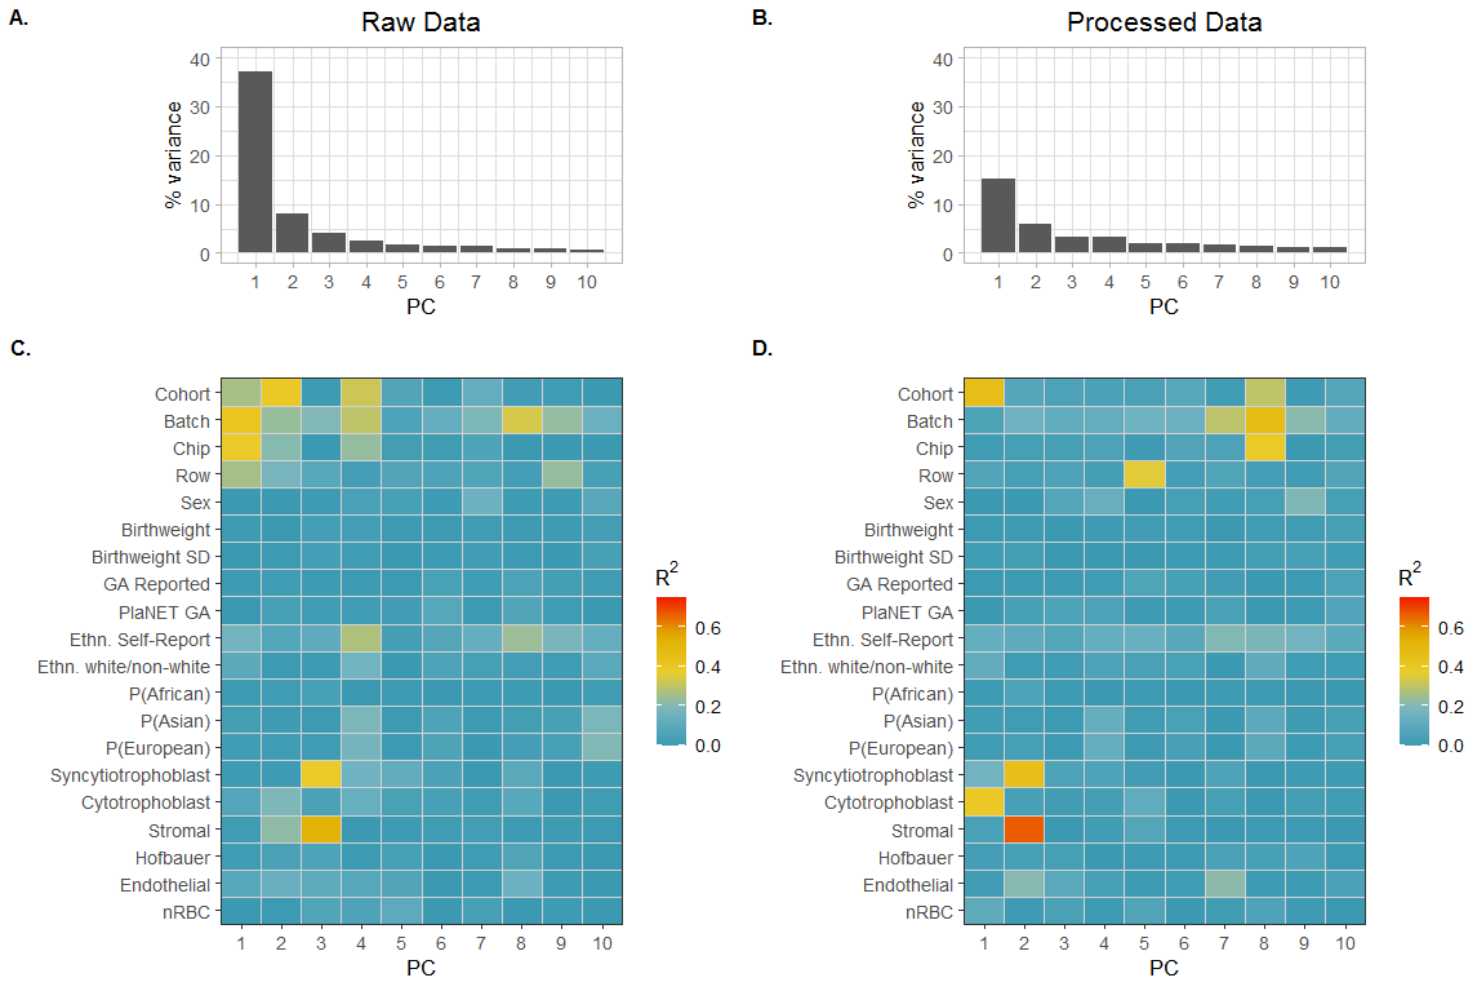 A.
Raw Data
% variance
40
30
20
10
0
1 2 3 4 5 6 7 8 9 10
PC
B.
Processed Data
% variance
40
30
20
10
0
1 2 3 4 5 6 7 8 9 10
PC
C.
Cohort
Batch
Chip
Row
Sex
Birthweight
Birthweight SD
GA Reported
PlaNET GA
Ethn. Self-Report
Ethn. white/non-white
P(African)
P(Asian)
P(European)
Syncytiotrophoblast
Cytotrophoblast
Stromal
Hofbauer
Endothelial
nRBC
1 2 3 4 5 6 7 8 9 10
PC
R²
0.6
0.4
0.2
0.0
D.
Cohort
Batch
Chip
Row
Sex
Birthweight
Birthweight SD
GA Reported
PlaNET GA
Ethn. Self-Report
Ethn. white/non-white
P(African)
P(Asian)
P(European)
Syncytiotrophoblast
Cytotrophoblast
Stromal
Hofbauer
Endothelial
nRBC
1 2 3 4 5 6 7 8 9 10
PC
R²
0.6
0.4
0.2
0.0